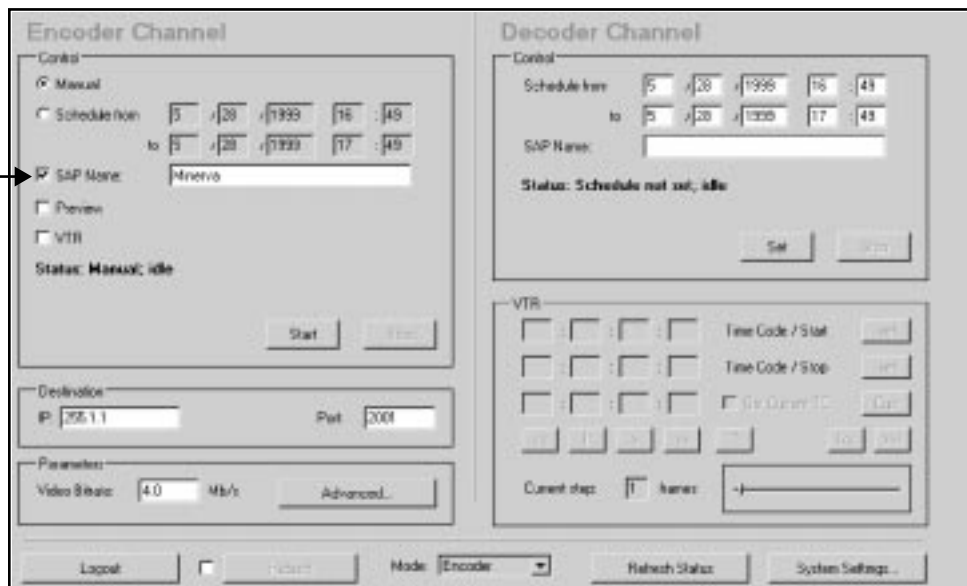 Encoder Channel
Control
Manual
Schedule from 5 / 28 / 1999 16 : 49
to 5 / 28 / 1999 17 : 49
SAP Name: Minerva
Preview
VTR
Status: Manual; idle
Start
Destination
IP: 255.1.1 Port: 2001
Parameters
Video Bitrate: 4.0 Mb/s Advanced...
Decoder Channel
Control
Schedule from 5 / 28 / 1999 16 : 49
to 5 / 28 / 1999 17 : 49
SAP Name:
Status: Schedule not set; idle
Set
VTR
: : : Time Code / Start
: : : Time Code / Stop
: : :
Current step: 1 frames
Logout Mode: Encoder Refresh Status System Settings...